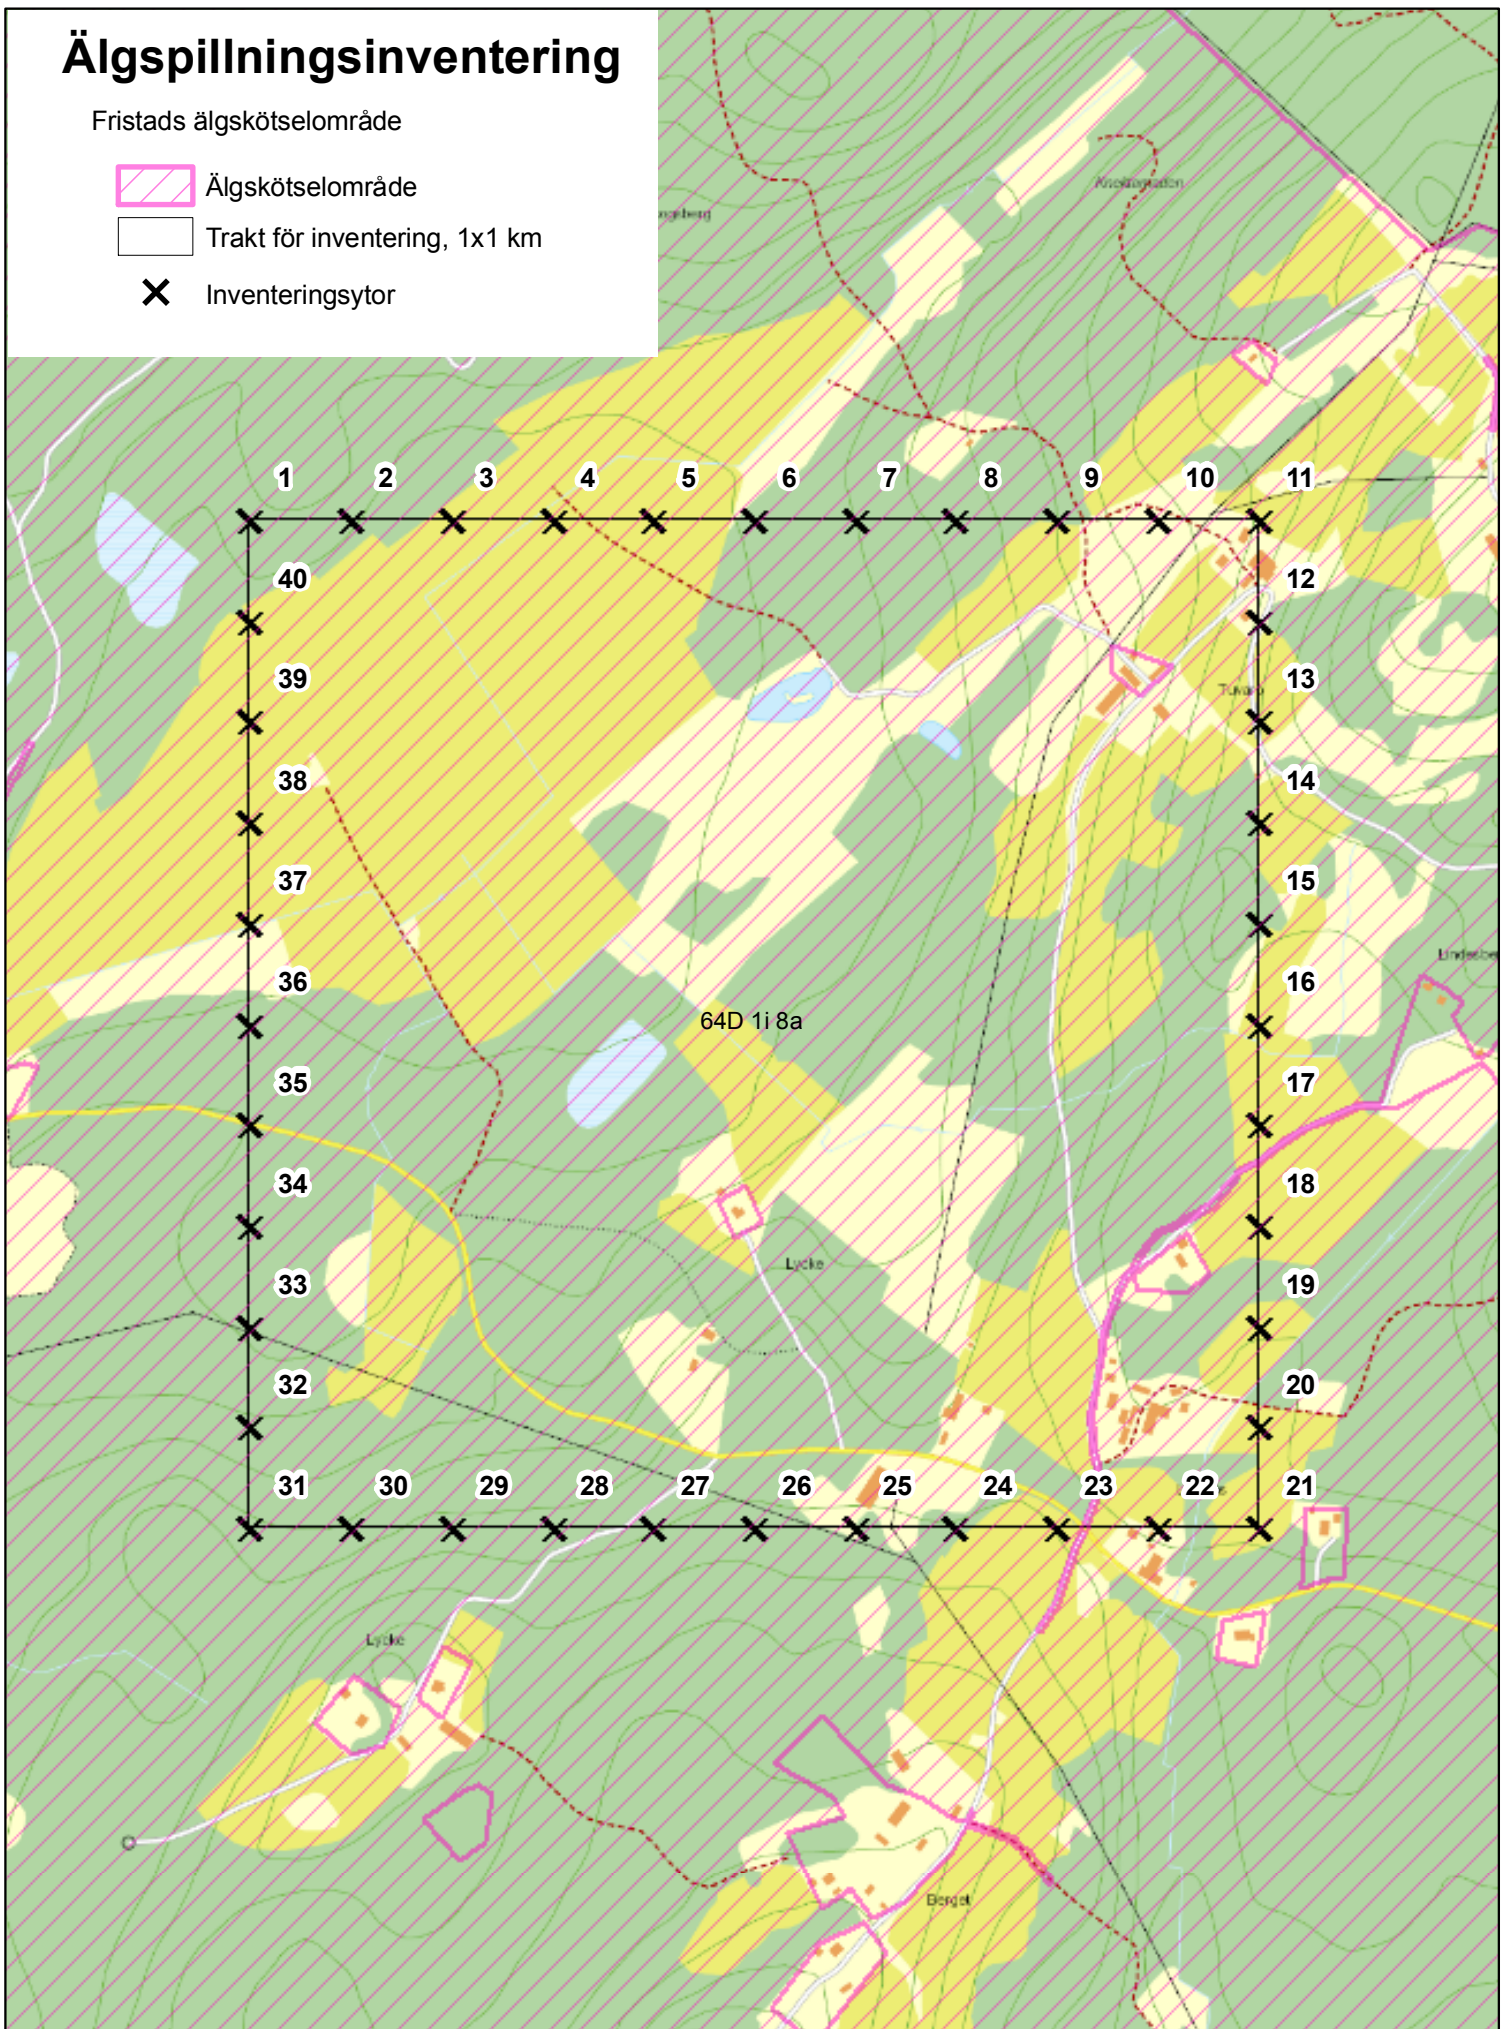 Älgspillningsinventering
Fristads älgskötselområde
Älgskötselområde
Trakt för inventering, 1x1 km
Inventeringsytor
1 2 3 4 5 6 7 8 9 10 11
40 12
39 13
Tuvarp
38 14
37 15
Lindesbe
36 16
64D 1i 8a
35 17
34 18
Lycke
33 19
32 20
31 30 29 28 27 26 25 24 23 22 21
Lycke
Berget